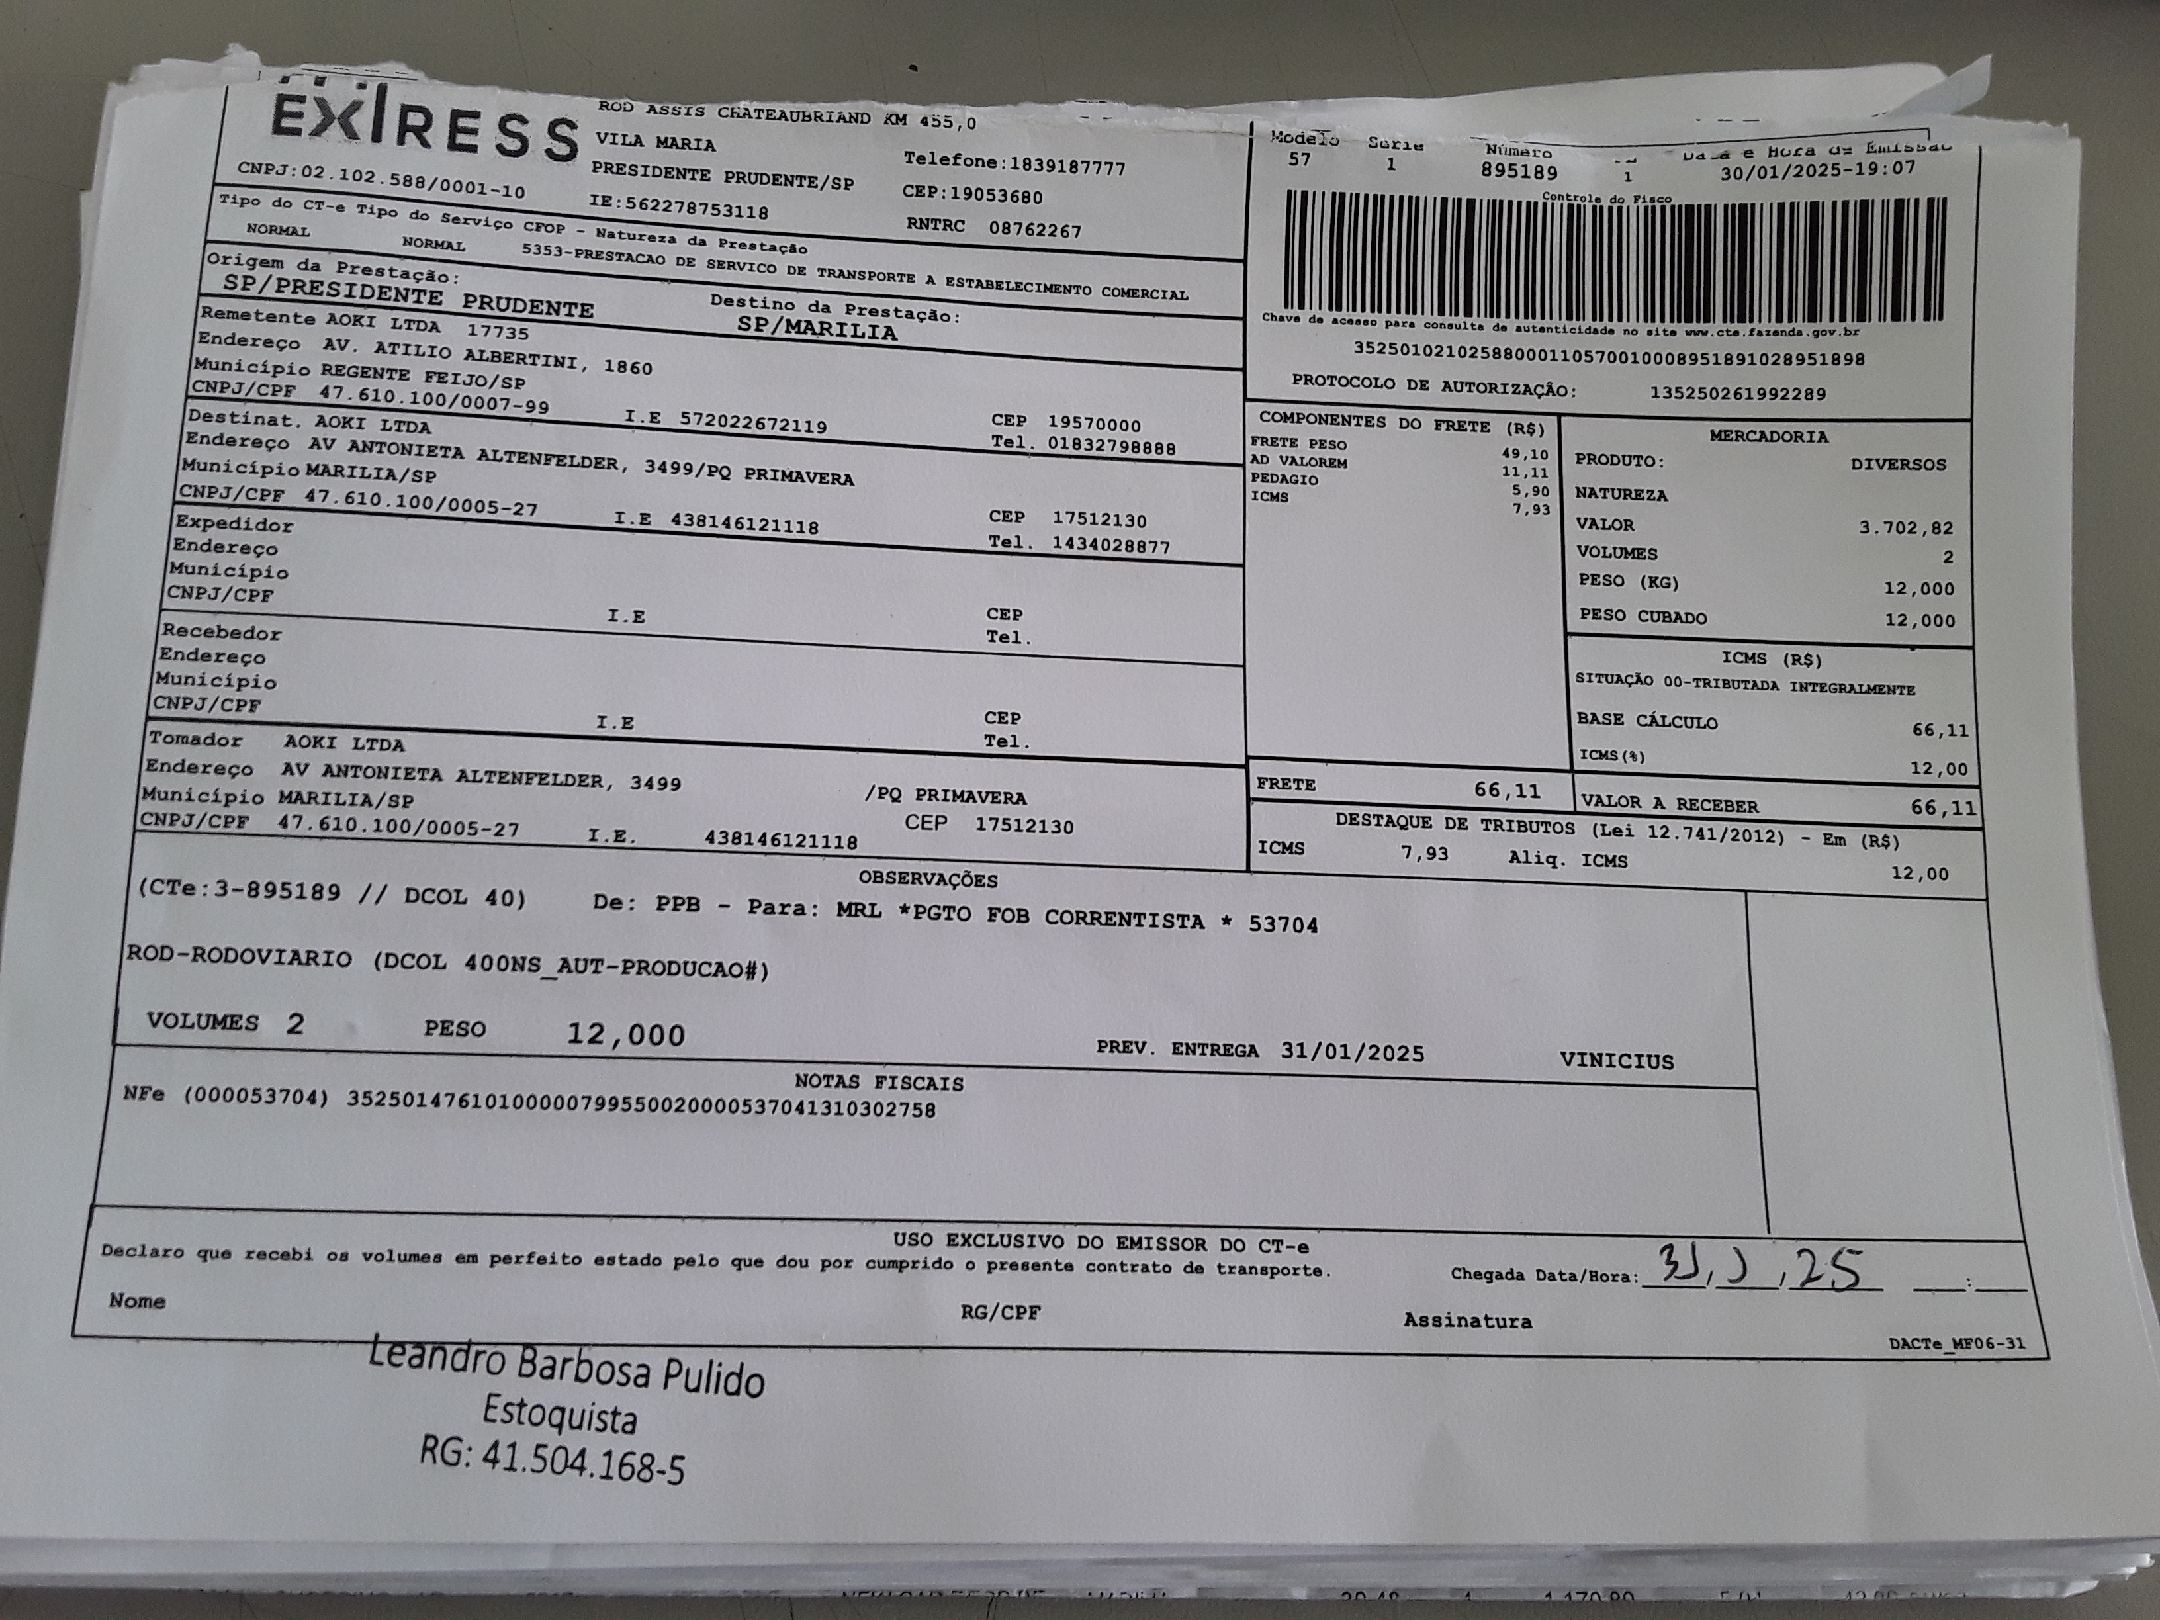 EXPRESS
ROD ASSIS CHATEAUBRIAND KM 455,0
VILA MARIA
PRESIDENTE PRUDENTE/SP
Telefone:1839187777
CNPJ:02.102.588/0001-10
IE:562278753118
CEP:19053680
RNTRC 08762267
Modelo Série Número Data e Hora de Emissão
57 1 895189 1 30/01/2025-19:07
Controle do Fisco
Chave de acesso para consulta de autenticidade no site www.cte.fazenda.gov.br
35250102102588000110570010008951891028951898
PROTOCOLO DE AUTORIZAÇÃO: 135250261992289
Tipo do CT-e Tipo do Serviço CFOP - Natureza da Prestação
NORMAL NORMAL 5353-PRESTACAO DE SERVICO DE TRANSPORTE A ESTABELECIMENTO COMERCIAL
Origem da Prestação: Destino da Prestação:
SP/PRESIDENTE PRUDENTE SP/MARILIA
Remetente AOKI LTDA 17735
Endereço AV. ATILIO ALBERTINI, 1860
Município REGENTE FEIJO/SP CEP 19570000
CNPJ/CPF 47.610.100/0007-99 I.E 572022672119 Tel. 01832798888
Destinat. AOKI LTDA
Endereço AV ANTONIETA ALTENFELDER, 3499/PQ PRIMAVERA
Município MARILIA/SP CEP 17512130
CNPJ/CPF 47.610.100/0005-27 I.E 438146121118 Tel. 1434028877
Expedidor
Endereço
Município CEP
CNPJ/CPF I.E Tel.
Recebedor
Endereço
Município CEP
CNPJ/CPF I.E Tel.
Tomador AOKI LTDA
Endereço AV ANTONIETA ALTENFELDER, 3499 /PQ PRIMAVERA
Município MARILIA/SP CEP 17512130
CNPJ/CPF 47.610.100/0005-27 I.E. 438146121118
COMPONENTES DO FRETE (R$)
FRETE PESO 49,10
AD VALOREM 11,11
PEDAGIO 5,90
ICMS 7,93
FRETE 66,11
MERCADORIA
PRODUTO: DIVERSOS
NATUREZA
VALOR 3.702,82
VOLUMES 2
PESO (KG) 12,000
PESO CUBADO 12,000
ICMS (R$)
SITUAÇÃO 00-TRIBUTADA INTEGRALMENTE
BASE CÁLCULO 66,11
ICMS(%) 12,00
VALOR A RECEBER 66,11
DESTAQUE DE TRIBUTOS (Lei 12.741/2012) - Em (R$)
ICMS 7,93 Aliq. ICMS 12,00
OBSERVAÇÕES
(CTe:3-895189 // DCOL 40) De: PPB - Para: MRL *PGTO FOB CORRENTISTA * 53704
ROD-RODOVIARIO (DCOL 400NS_AUT-PRODUCAO#)
VOLUMES 2 PESO 12,000 PREV. ENTREGA 31/01/2025 VINICIUS
NOTAS FISCAIS
NFe (000053704) 35250147610100000799550020000537041310302758
USO EXCLUSIVO DO EMISSOR DO CT-e
Declaro que recebi os volumes em perfeito estado pelo que dou por cumprido o presente contrato de transporte.
Chegada Data/Hora: 31, 1, 25 :
Nome RG/CPF Assinatura
DACTe_MF06-31
Leandro Barbosa Pulido
Estoquista
RG: 41.504.168-5